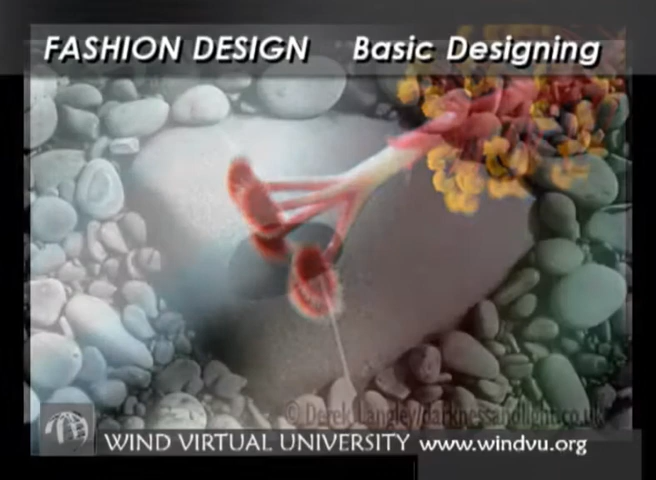 FASHION DESIGN Basic Designing
© Derek Langley/darknessandlight.co.uk
WIND VIRTUAL UNIVERSITY www.windvu.org